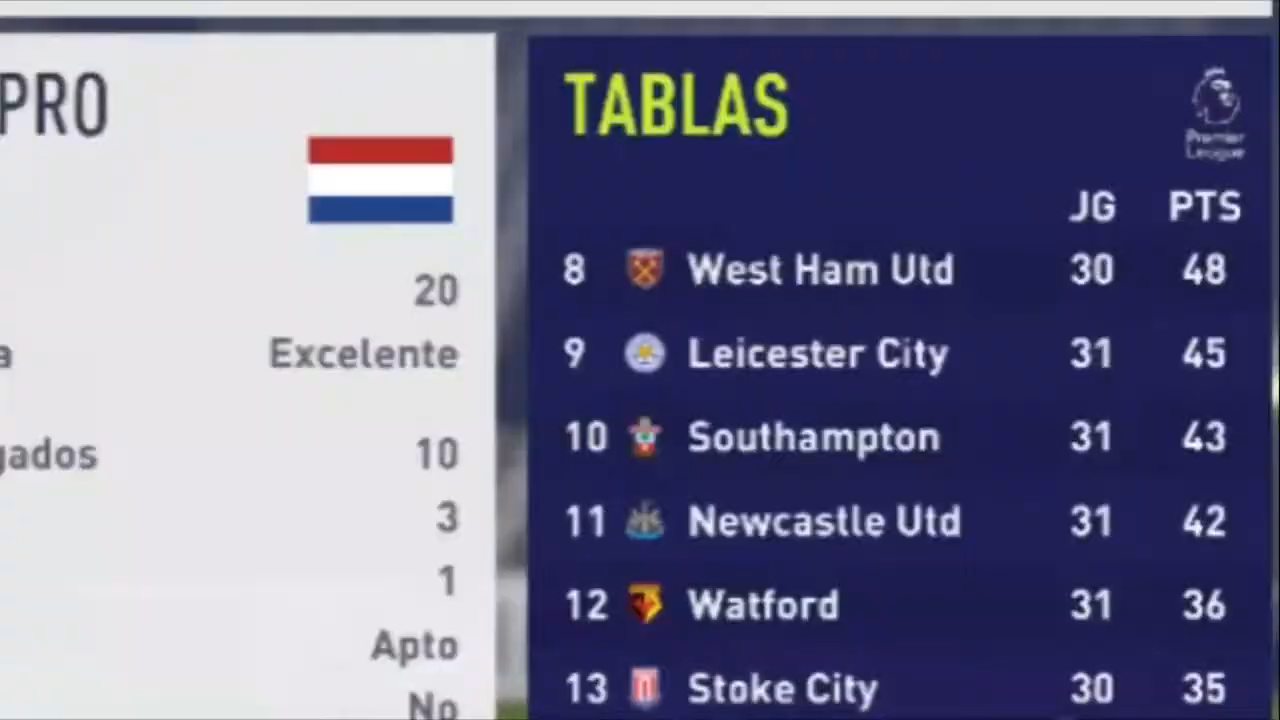 PRO
20
a Excelente
gados 10
3
1
Apto
No
TABLAS
Premier
League
JG PTS
8 West Ham Utd 30 48
9 Leicester City 31 45
10 Southampton 31 43
11 Newcastle Utd 31 42
12 Watford 31 36
13 Stoke City 30 35